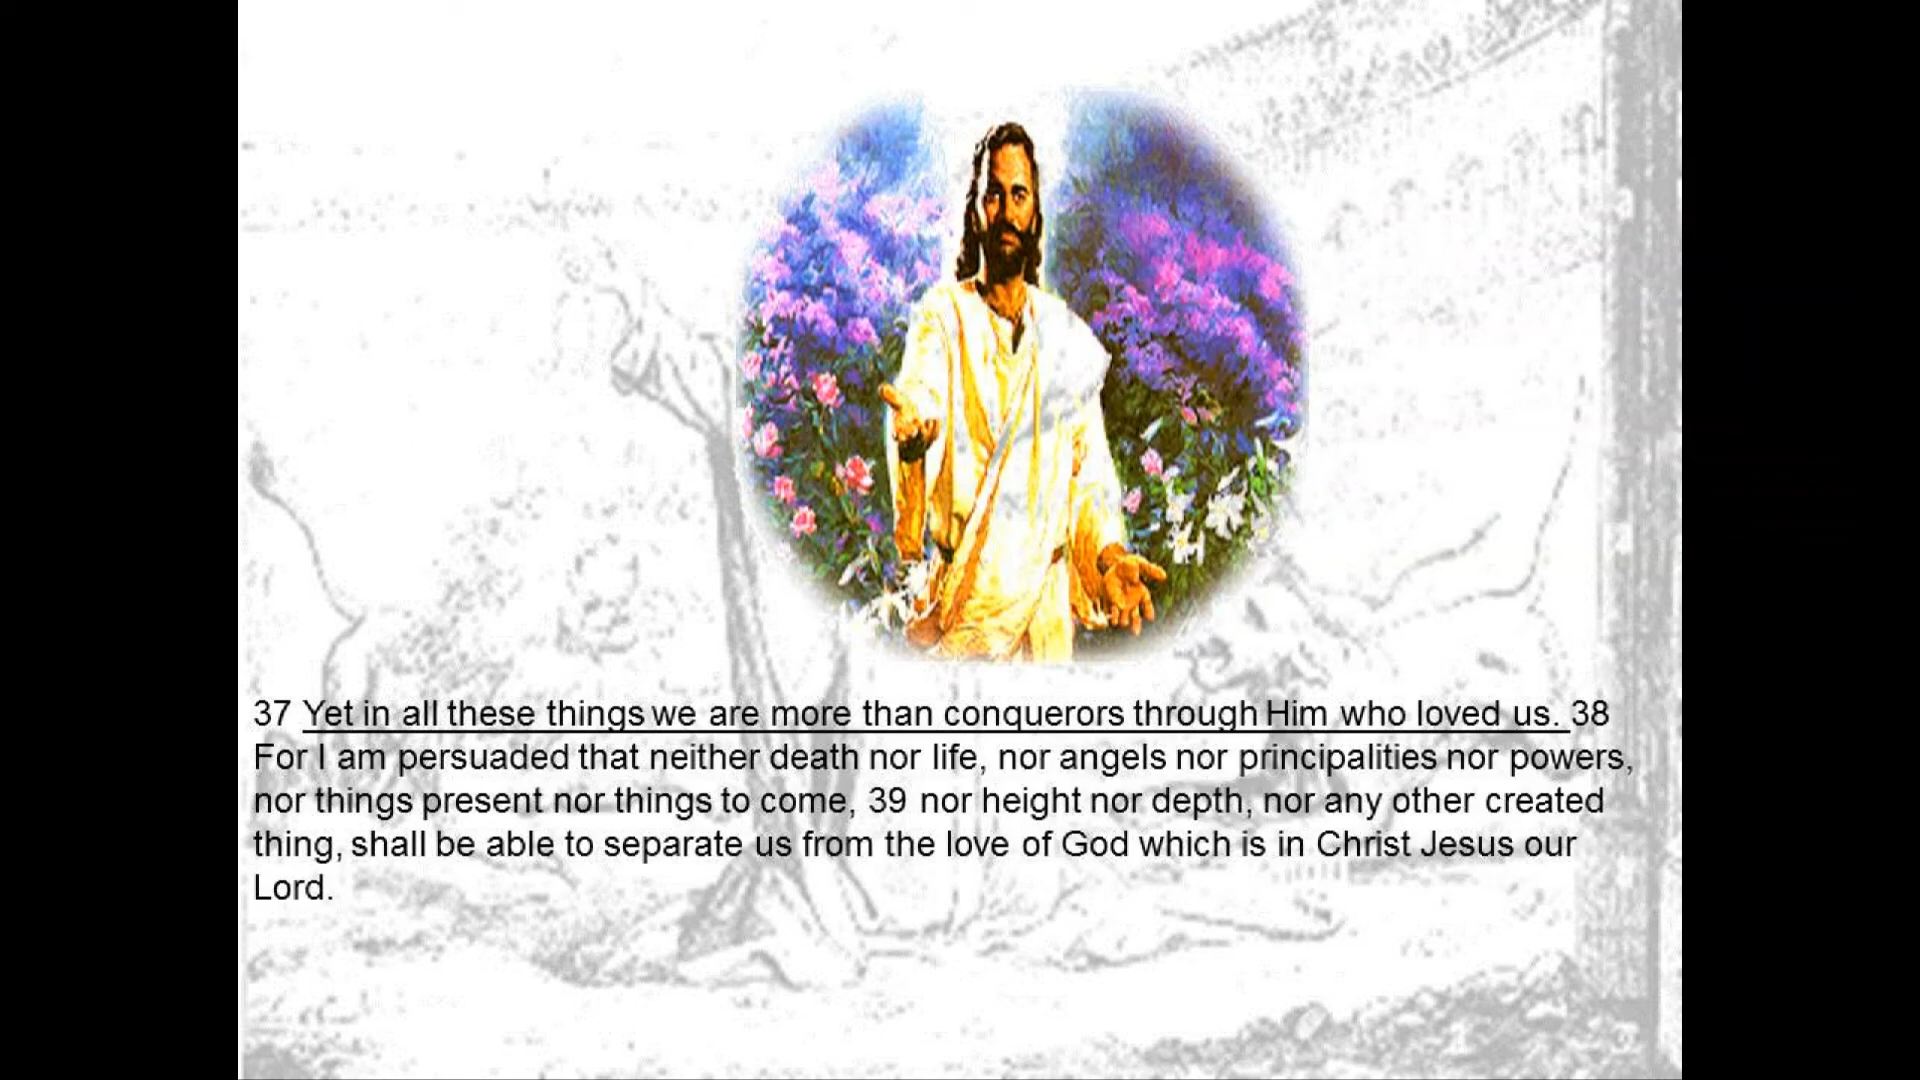 37 Yet in all these things we are more than conquerors through Him who loved us. 38
For I am persuaded that neither death nor life, nor angels nor principalities nor powers,
nor things present nor things to come, 39 nor height nor depth, nor any other created
thing, shall be able to separate us from the love of God which is in Christ Jesus our
Lord.